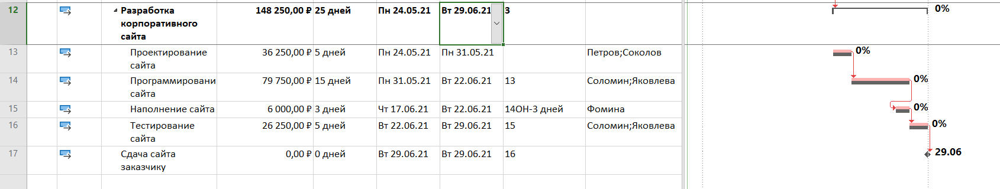 12 Разработка корпоративного сайта 148 250,00 ₽ 25 дней Пн 24.05.21 Вт 29.06.21 3 0%
13 Проектирование сайта 36 250,00 ₽ 5 дней Пн 24.05.21 Пн 31.05.21 Петров;Соколов 0%
14 Программировани сайта 79 750,00 ₽ 15 дней Пн 31.05.21 Вт 22.06.21 13 Соломин;Яковлева 0%
15 Наполнение сайта 6 000,00 ₽ 3 дней Чт 17.06.21 Вт 22.06.21 14ОН-3 дней Фомина 0%
16 Тестирование сайта 26 250,00 ₽ 5 дней Вт 22.06.21 Вт 29.06.21 15 Соломин;Яковлева 0%
17 Сдача сайта заказчику 0,00 ₽ 0 дней Вт 29.06.21 Вт 29.06.21 16 29.06